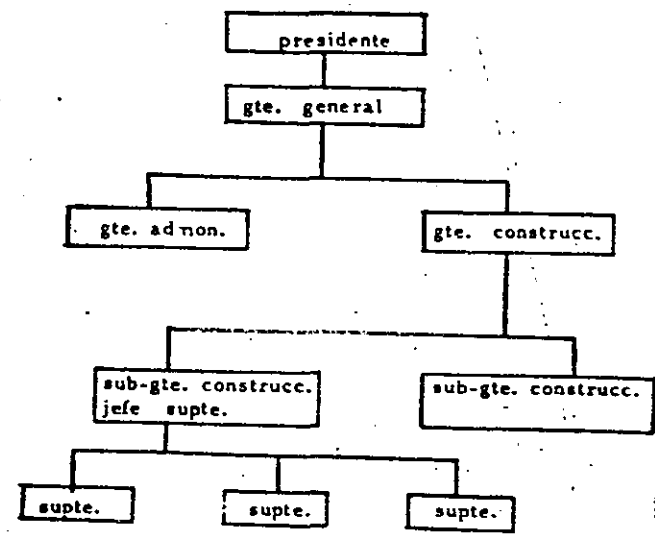 presidente
gte. general
gte. admon.
gte. construcc.
sub-gte. construcc.
jefe supte.
sub-gte. construcc.
supte.
supte.
supte.